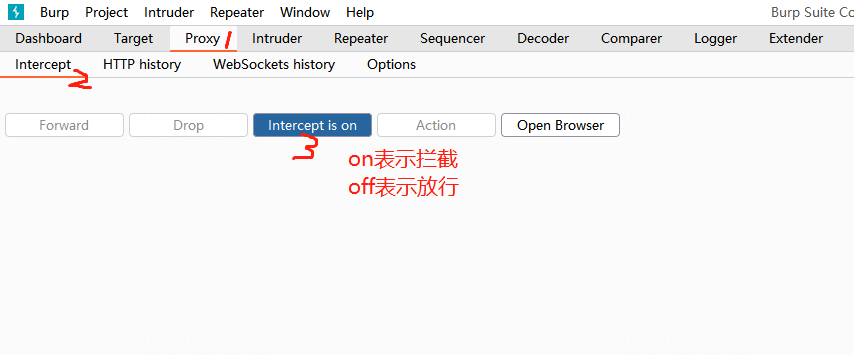 Burp Project Intruder Repeater Window Help Burp Suite Co
Dashboard Target Proxy 1 Intruder Repeater Sequencer Decoder Comparer Logger Extender
Intercept 2 HTTP history WebSockets history Options
Forward Drop Intercept is on Action Open Browser
3
on表示拦截
off表示放行